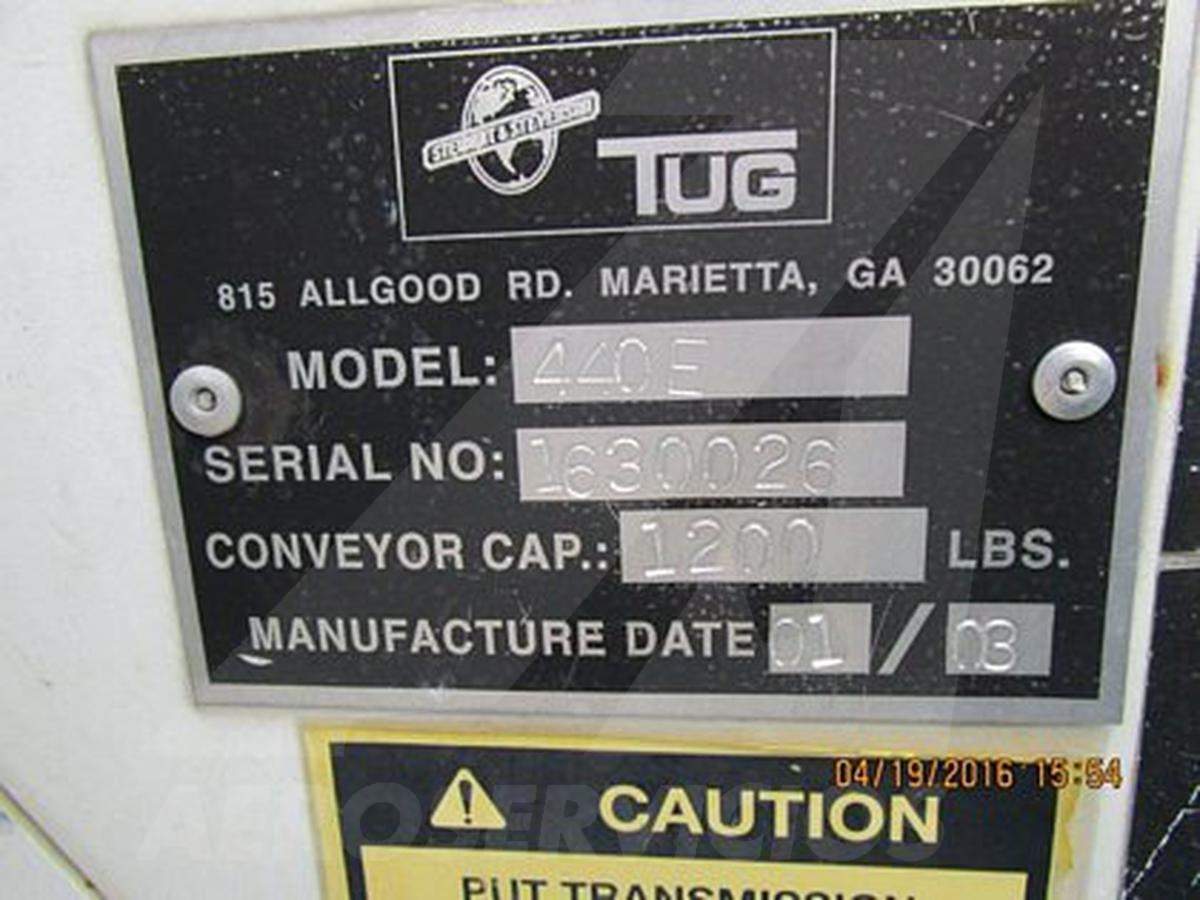 STEWART & STEVENSON
TUG
815 ALLGOOD RD. MARIETTA, GA 30062
MODEL: 440E
SERIAL NO: 1630026
CONVEYOR CAP.: 1200 LBS.
MANUFACTURE DATE 01 / 03
04/19/2016 15:54
CAUTION
AEROSERVICIOS
PUT TRANSMISSION